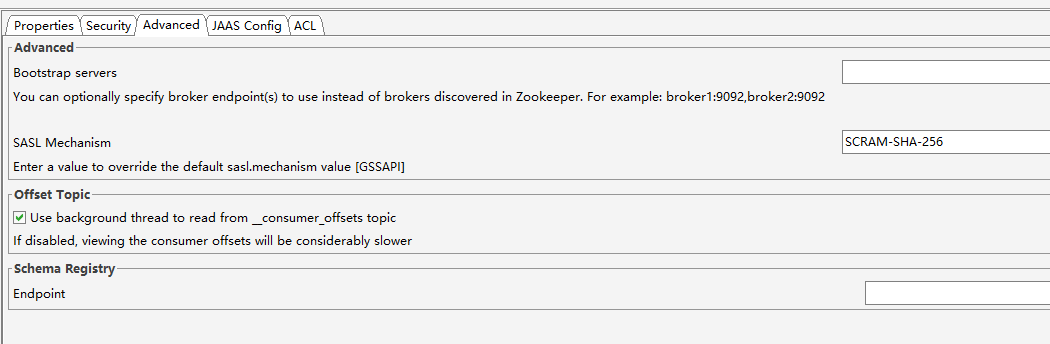 Properties Security Advanced JAAS Config ACL
Advanced
Bootstrap servers
You can optionally specify broker endpoint(s) to use instead of brokers discovered in Zookeeper. For example: broker1:9092,broker2:9092
SASL Mechanism SCRAM-SHA-256
Enter a value to override the default sasl.mechanism value [GSSAPI]
Offset Topic
Use background thread to read from __consumer_offsets topic
If disabled, viewing the consumer offsets will be considerably slower
Schema Registry
Endpoint